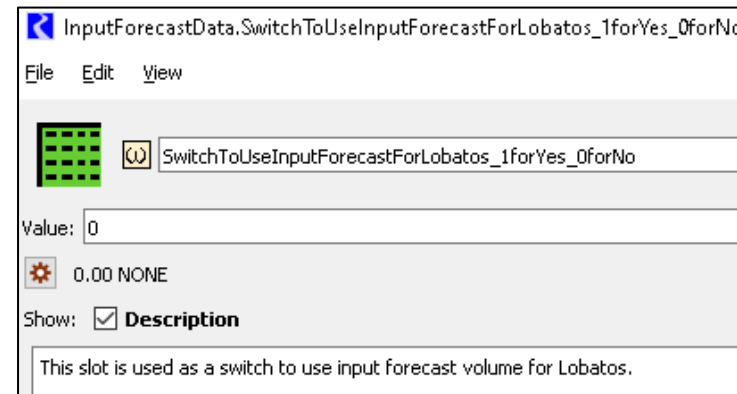 InputForecastData.SwitchToUseInputForecastForLobatos_1forYes_0forNo
File Edit View
ω SwitchToUseInputForecastForLobatos_1forYes_0forNo
Value: 0
0.00 NONE
Show: Description
This slot is used as a switch to use input forecast volume for Lobatos.